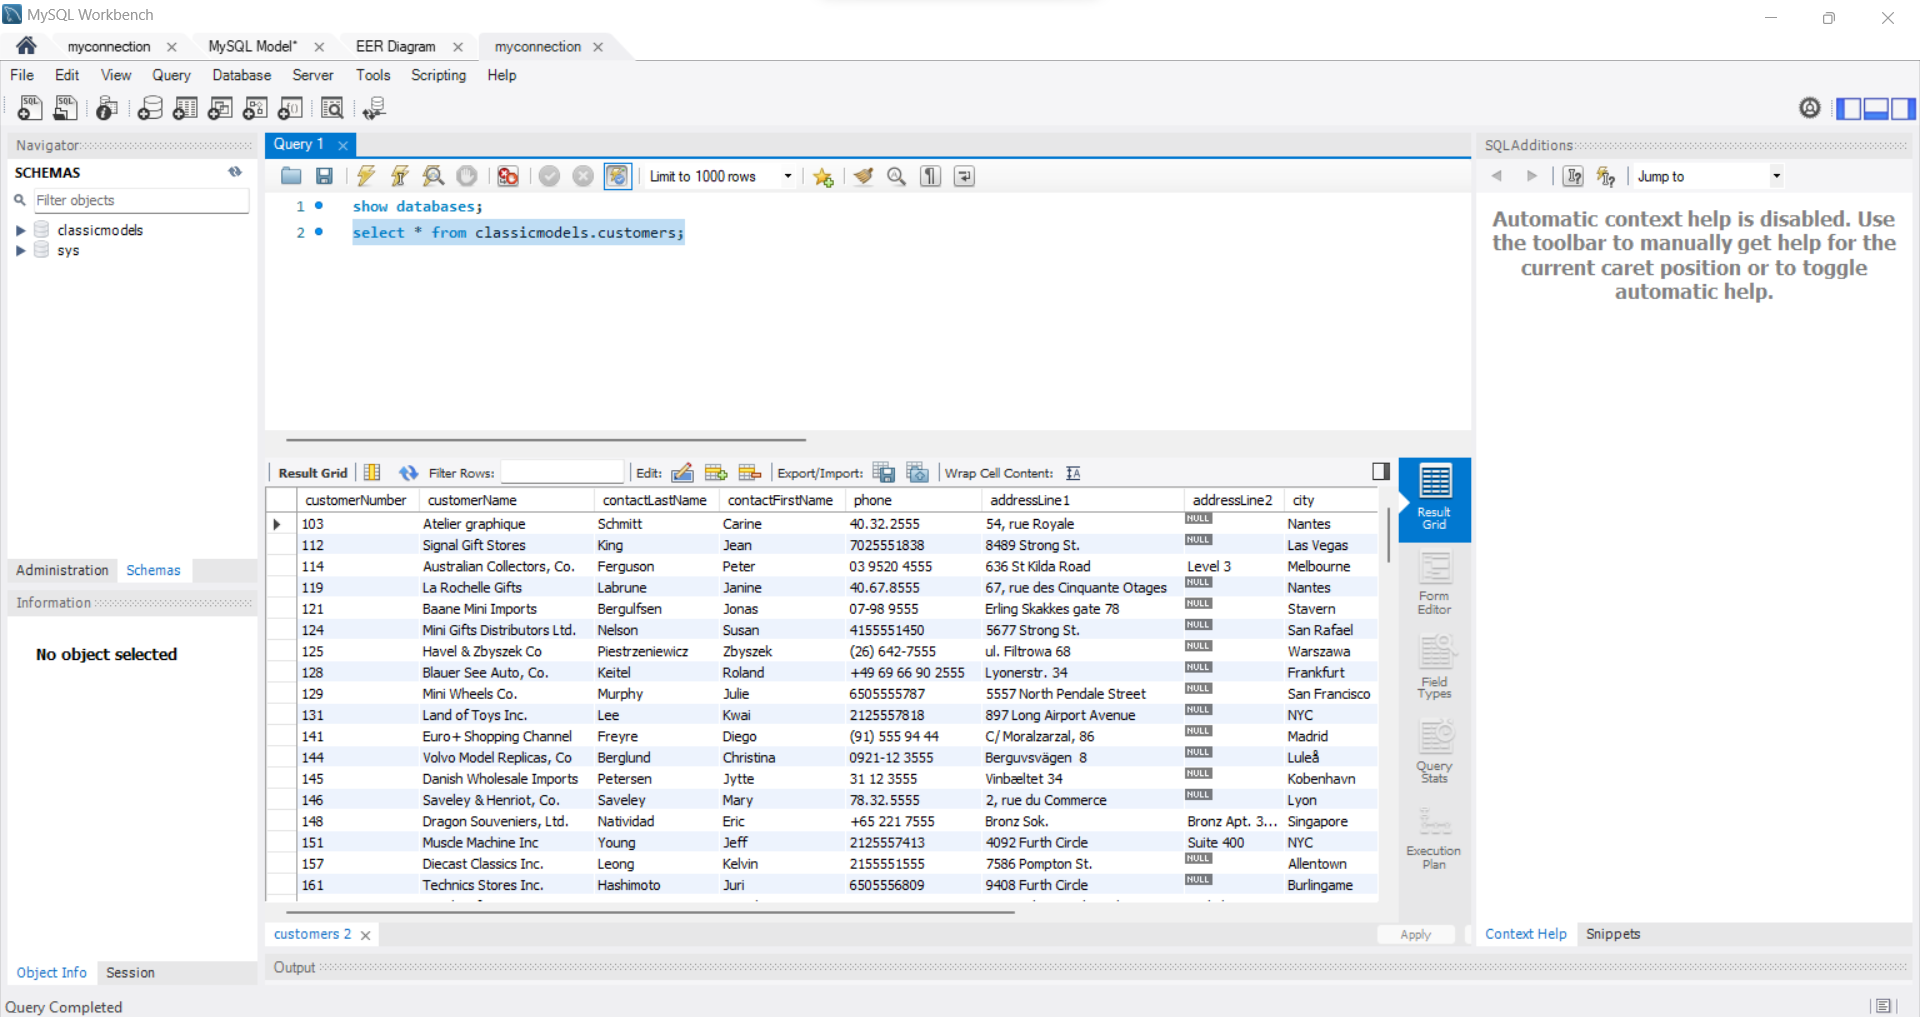 MySQL Workbench
myconnection MySQL Model* EER Diagram myconnection
File Edit View Query Database Server Tools Scripting Help
Navigator
SCHEMAS
Filter objects
classicmodels
sys
Administration Schemas
Information
No object selected
Object Info Session
Query 1
Limit to 1000 rows
1 show databases;
2 select * from classicmodels.customers;
Result Grid Filter Rows: Edit: Export/Import: Wrap Cell Content:
customerNumber customerName contactLastName contactFirstName phone addressLine1 addressLine2 city
103 Atelier graphique Schmitt Carine 40.32.2555 54, rue Royale NULL Nantes
112 Signal Gift Stores King Jean 7025551838 8489 Strong St. NULL Las Vegas
114 Australian Collectors, Co. Ferguson Peter 03 9520 4555 636 St Kilda Road Level 3 Melbourne
119 La Rochelle Gifts Labrune Janine 40.67.8555 67, rue des Cinquante Otages NULL Nantes
121 Baane Mini Imports Bergulfsen Jonas 07-98 9555 Erling Skakkes gate 78 NULL Stavern
124 Mini Gifts Distributors Ltd. Nelson Susan 4155551450 5677 Strong St. NULL San Rafael
125 Havel & Zbyszek Co Piestrzeniewicz Zbyszek (26) 642-7555 ul. Filtrowa 68 NULL Warszawa
128 Blauer See Auto, Co. Keitel Roland +49 69 66 90 2555 Lyonerstr. 34 NULL Frankfurt
129 Mini Wheels Co. Murphy Julie 6505555787 5557 North Pendale Street NULL San Francisco
131 Land of Toys Inc. Lee Kwai 2125557818 897 Long Airport Avenue NULL NYC
141 Euro+ Shopping Channel Freyre Diego (91) 555 94 44 C/ Moralzarzal, 86 NULL Madrid
144 Volvo Model Replicas, Co Berglund Christina 0921-12 3555 Berguvsvägen 8 NULL Luleå
145 Danish Wholesale Imports Petersen Jytte 31 12 3555 Vinbæltet 34 NULL Kobenhavn
146 Saveley & Henriot, Co. Saveley Mary 78.32.5555 2, rue du Commerce NULL Lyon
148 Dragon Souveniers, Ltd. Natividad Eric +65 221 7555 Bronz Sok. Bronz Apt. 3... Singapore
151 Muscle Machine Inc Young Jeff 2125557413 4092 Furth Circle Suite 400 NYC
157 Diecast Classics Inc. Leong Kelvin 2155551555 7586 Pompton St. NULL Allentown
161 Technics Stores Inc. Hashimoto Juri 6505556809 9408 Furth Circle NULL Burlingame
Result
Grid
Form
Editor
Field
Types
Query
Stats
Execution
Plan
customers 2
Apply
Output
SQLAdditions
Jump to
Automatic context help is disabled. Use
the toolbar to manually get help for the
current caret position or to toggle
automatic help.
Context Help Snippets
Query Completed